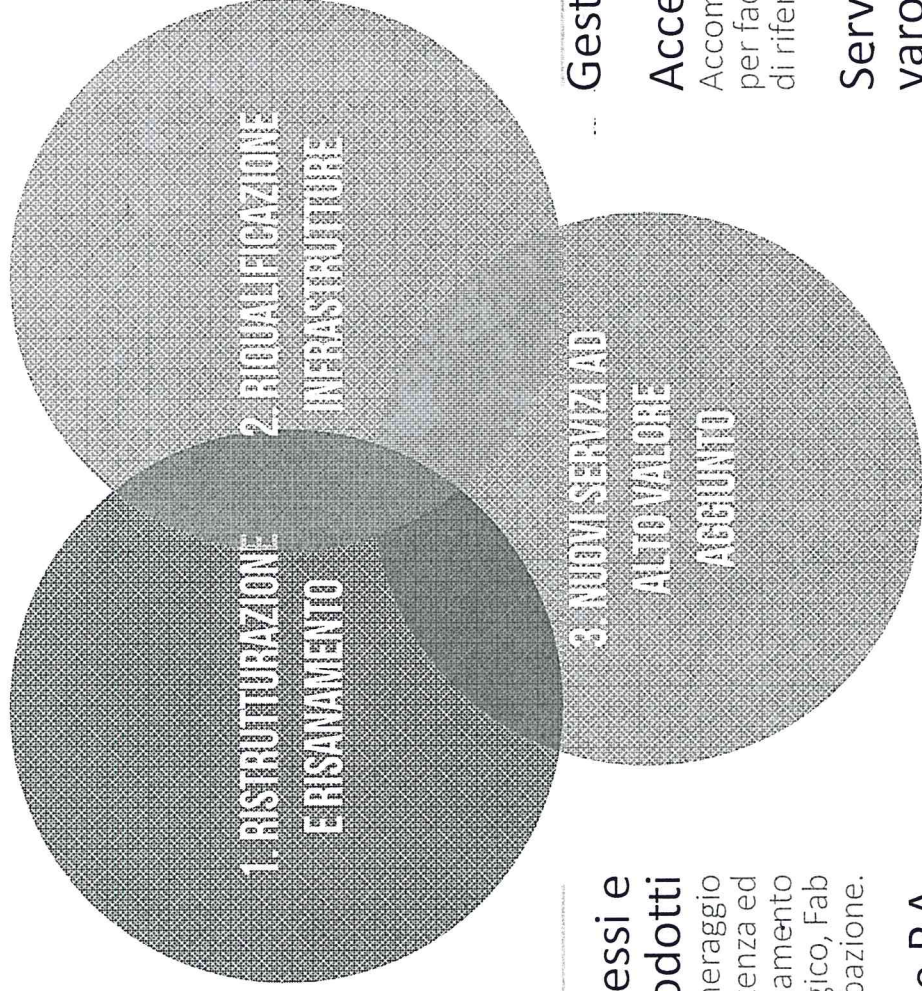 1. RISTRUTTURAZIONE
E RISANAMENTO
2. RIQUALIFICAZIONE
INFRASTRUTTURE
3. NUOVI SERVIZI AD
ALTO VALORE
AGGIUNTO
essi e
odotti
neraggio
enza ed
amento
gico, Fab
pazione.
... Gest
Acce
Accom
per fac
di rifer
Serv
varo